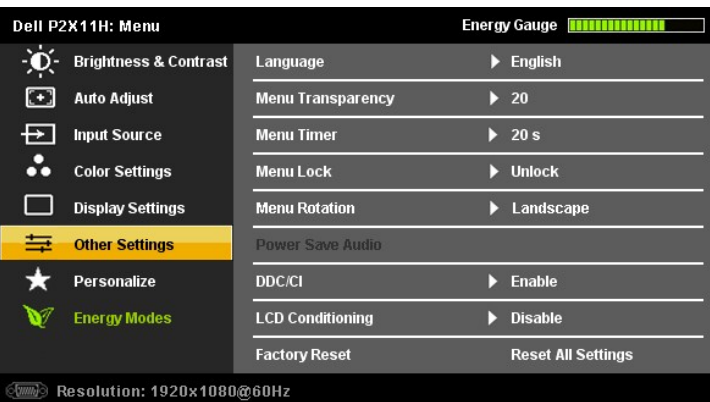 Dell P2X11H: Menu Energy Gauge
Brightness & Contrast Language English
Auto Adjust Menu Transparency 20
Input Source Menu Timer 20 s
Color Settings Menu Lock Unlock
Display Settings Menu Rotation Landscape
Other Settings Power Save Audio
Personalize DDC/CI Enable
Energy Modes LCD Conditioning Disable
Factory Reset Reset All Settings
Resolution: 1920x1080@60Hz